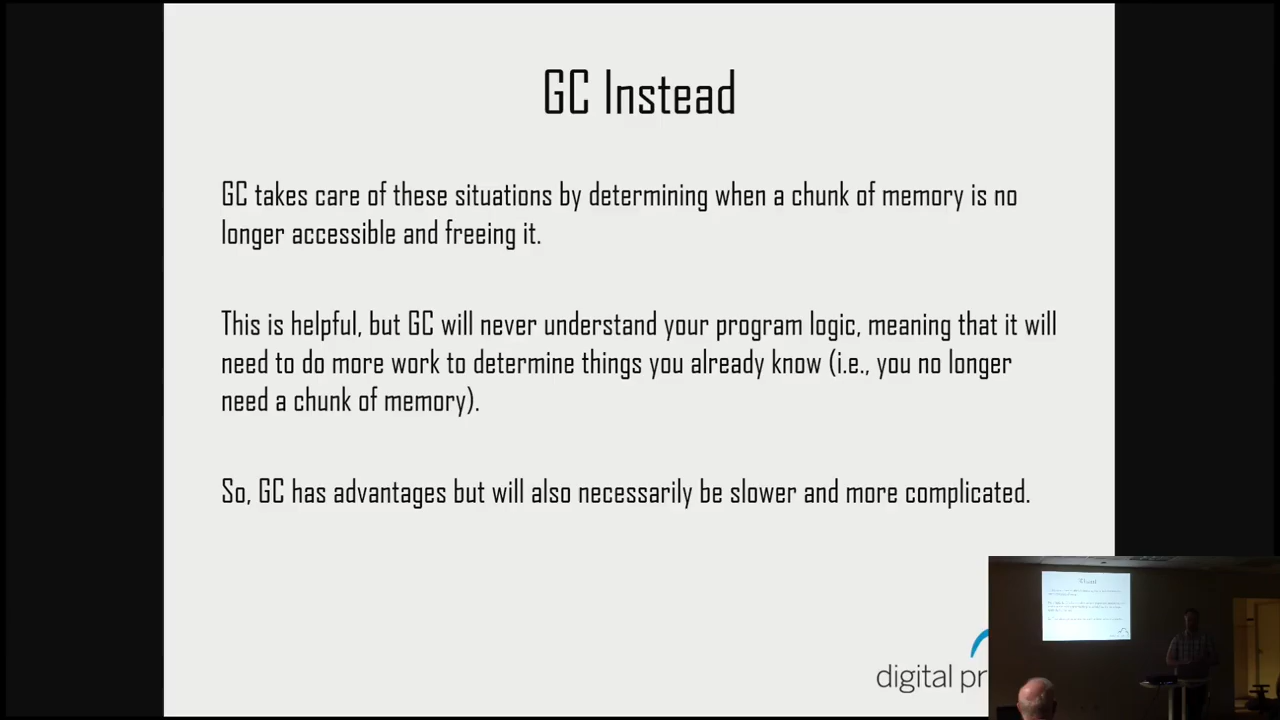 GC Instead
GC takes care of these situations by determining when a chunk of memory is no
longer accessible and freeing it.
This is helpful, but GC will never understand your program logic, meaning that it will
need to do more work to determine things you already know (i.e., you no longer
need a chunk of memory).
So, GC has advantages but will also necessarily be slower and more complicated.
digital pr